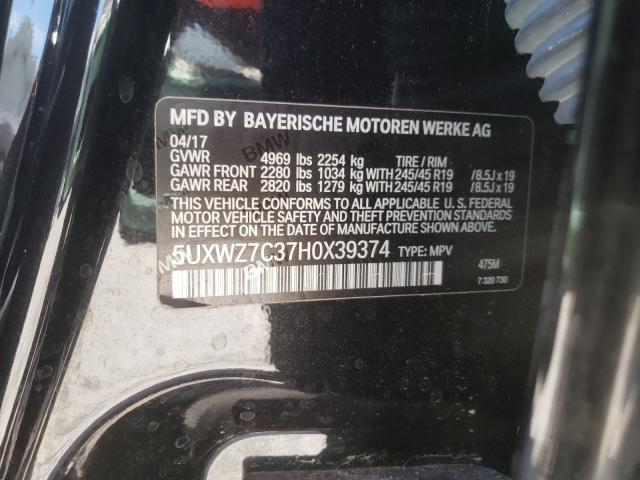 MFD BY BAYERISCHE MOTOREN WERKE AG
04/17
GVWR 4969 lbs 2254 kg TIRE / RIM
GAWR FRONT 2280 lbs 1034 kg WITH 245/45 R19 / 8.5J x 19
GAWR REAR 2820 lbs 1279 kg WITH 245/45 R19 / 8.5J x 19
THIS VEHICLE CONFORMS TO ALL APPLICABLE U. S. FEDERAL
MOTOR VEHICLE SAFETY AND THEFT PREVENTION STANDARDS
IN EFFECT ON THE DATE OF MANUFACTURE SHOWN ABOVE.
5UXWZ7C37H0X39374 TYPE: MPV
475M
7 320 730